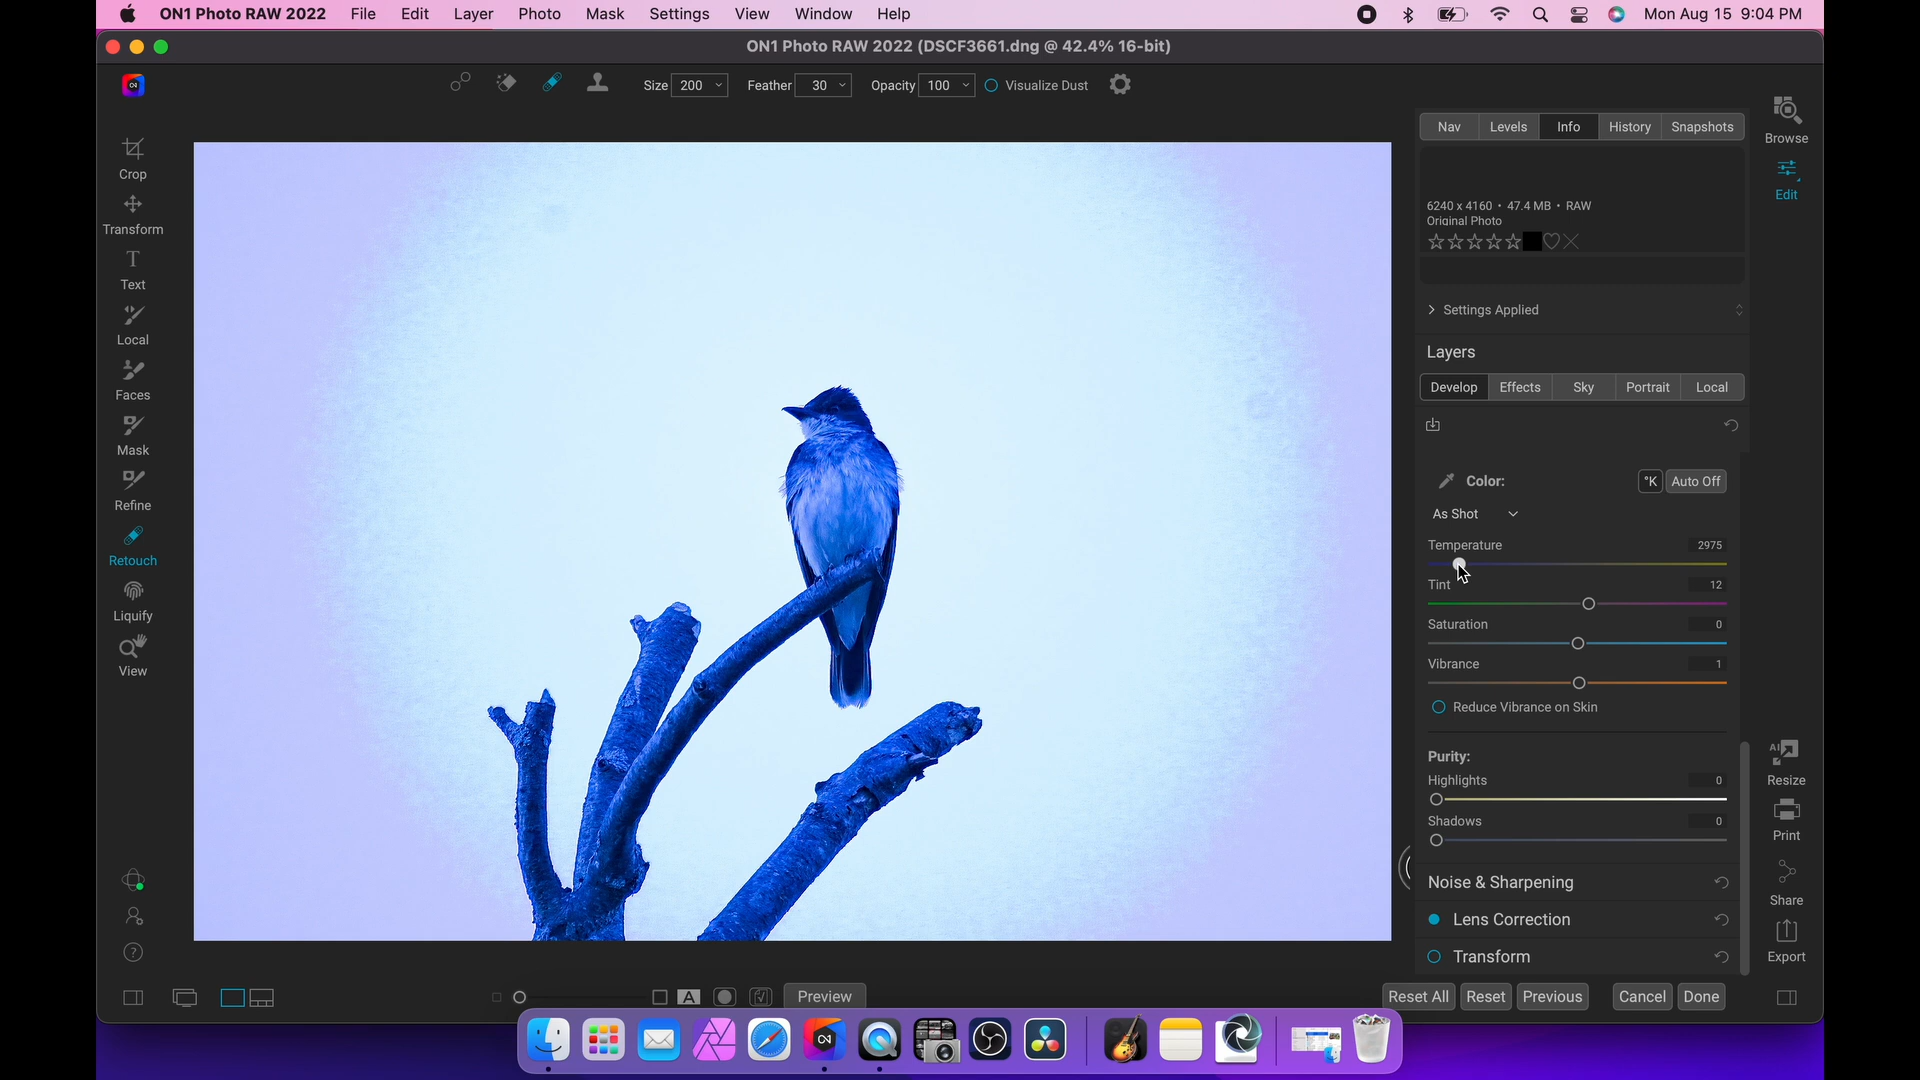 ON1 Photo RAW 2022 File Edit Layer Photo Mask Settings View Window Help Mon Aug 15 9:04 PM
ON1 Photo RAW 2022 (DSCF3661.dng @ 42.4% 16-bit)
Size 200 Feather 30 Opacity 100 Visualize Dust
Crop
Transform
Text
Local
Faces
Mask
Refine
Retouch
Liquify
View
Nav Levels Info History Snapshots
Browse
Edit
6240 x 4160 • 47.4 MB • RAW
Original Photo
Settings Applied
Layers
Develop Effects Sky Portrait Local
Color: °K Auto Off
As Shot
Temperature 2975
Tint 12
Saturation 0
Vibrance 1
Reduce Vibrance on Skin
Purity:
Highlights 0
Shadows 0
Noise & Sharpening
Lens Correction
Transform
AI
Resize
Print
Share
Export
A Preview Reset All Reset Previous Cancel Done